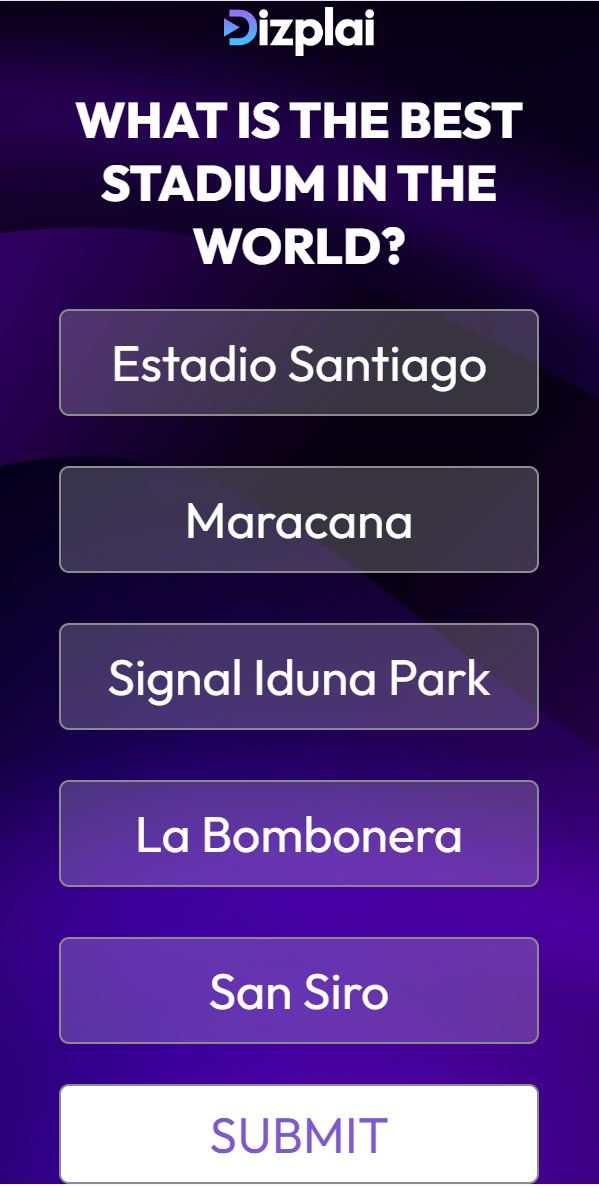 Dizplai
WHAT IS THE BEST
STADIUM IN THE
WORLD?
Estadio Santiago
Maracana
Signal Iduna Park
La Bombonera
San Siro
SUBMIT